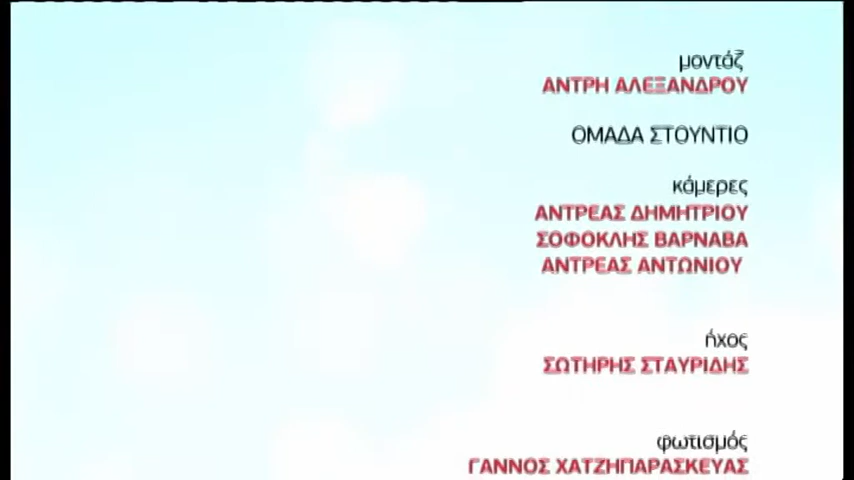 μοντάζ
ΑΝΤΡΗ ΑΛΕΞΑΝΔΡΟΥ
ΟΜΑΔΑ ΣΤΟΥΝΤΙΟ
κάμερες
ΑΝΤΡΕΑΣ ΔΗΜΗΤΡΙΟΥ
ΣΟΦΟΚΛΗΣ ΒΑΡΝΑΒΑ
ΑΝΤΡΕΑΣ ΑΝΤΩΝΙΟΥ
ήχος
ΣΩΤΗΡΗΣ ΣΤΑΥΡΙΔΗΣ
φωτισμός
ΓΑΝΝΟΣ ΧΑΤΖΗΠΑΡΑΣΚΕΥΑΣ